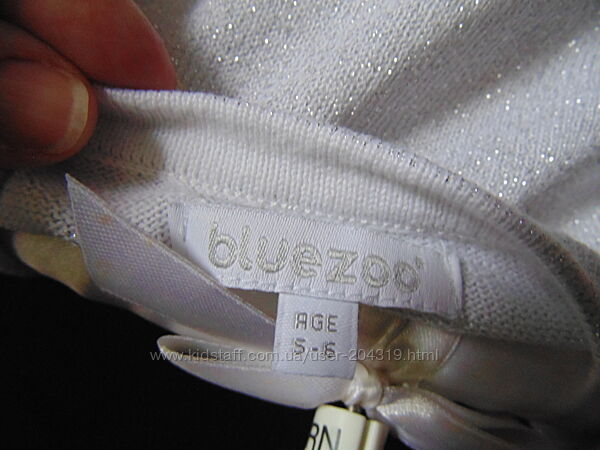 bluezoo
AGE
5-6
www.kidstaff.com.ua/user-204319.html
RN